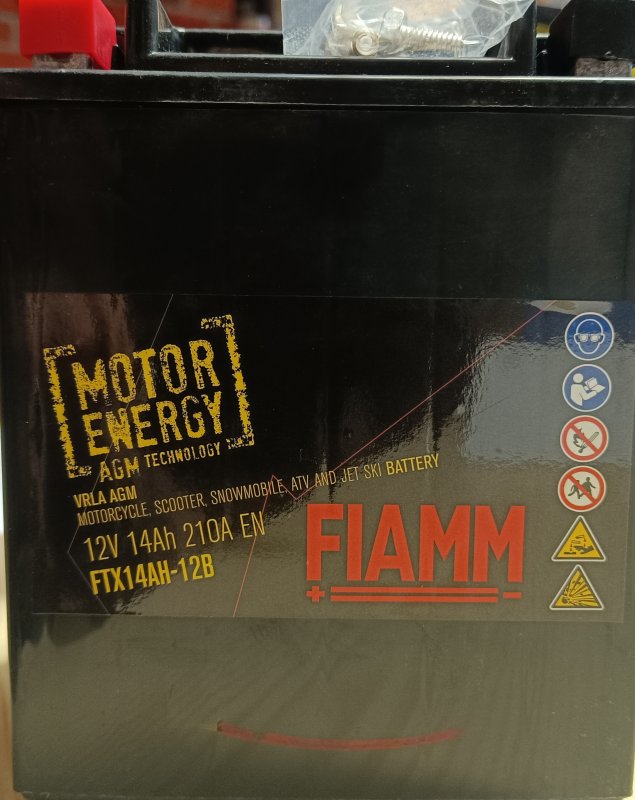 MOTOR
ENERGY
AGM TECHNOLOGY
VRLA AGM
MOTORCYCLE, SCOOTER, SNOWMOBILE, ATV AND JET SKI BATTERY
12V 14Ah 210A EN
FTX14AH-12B
FIAMM
+ -